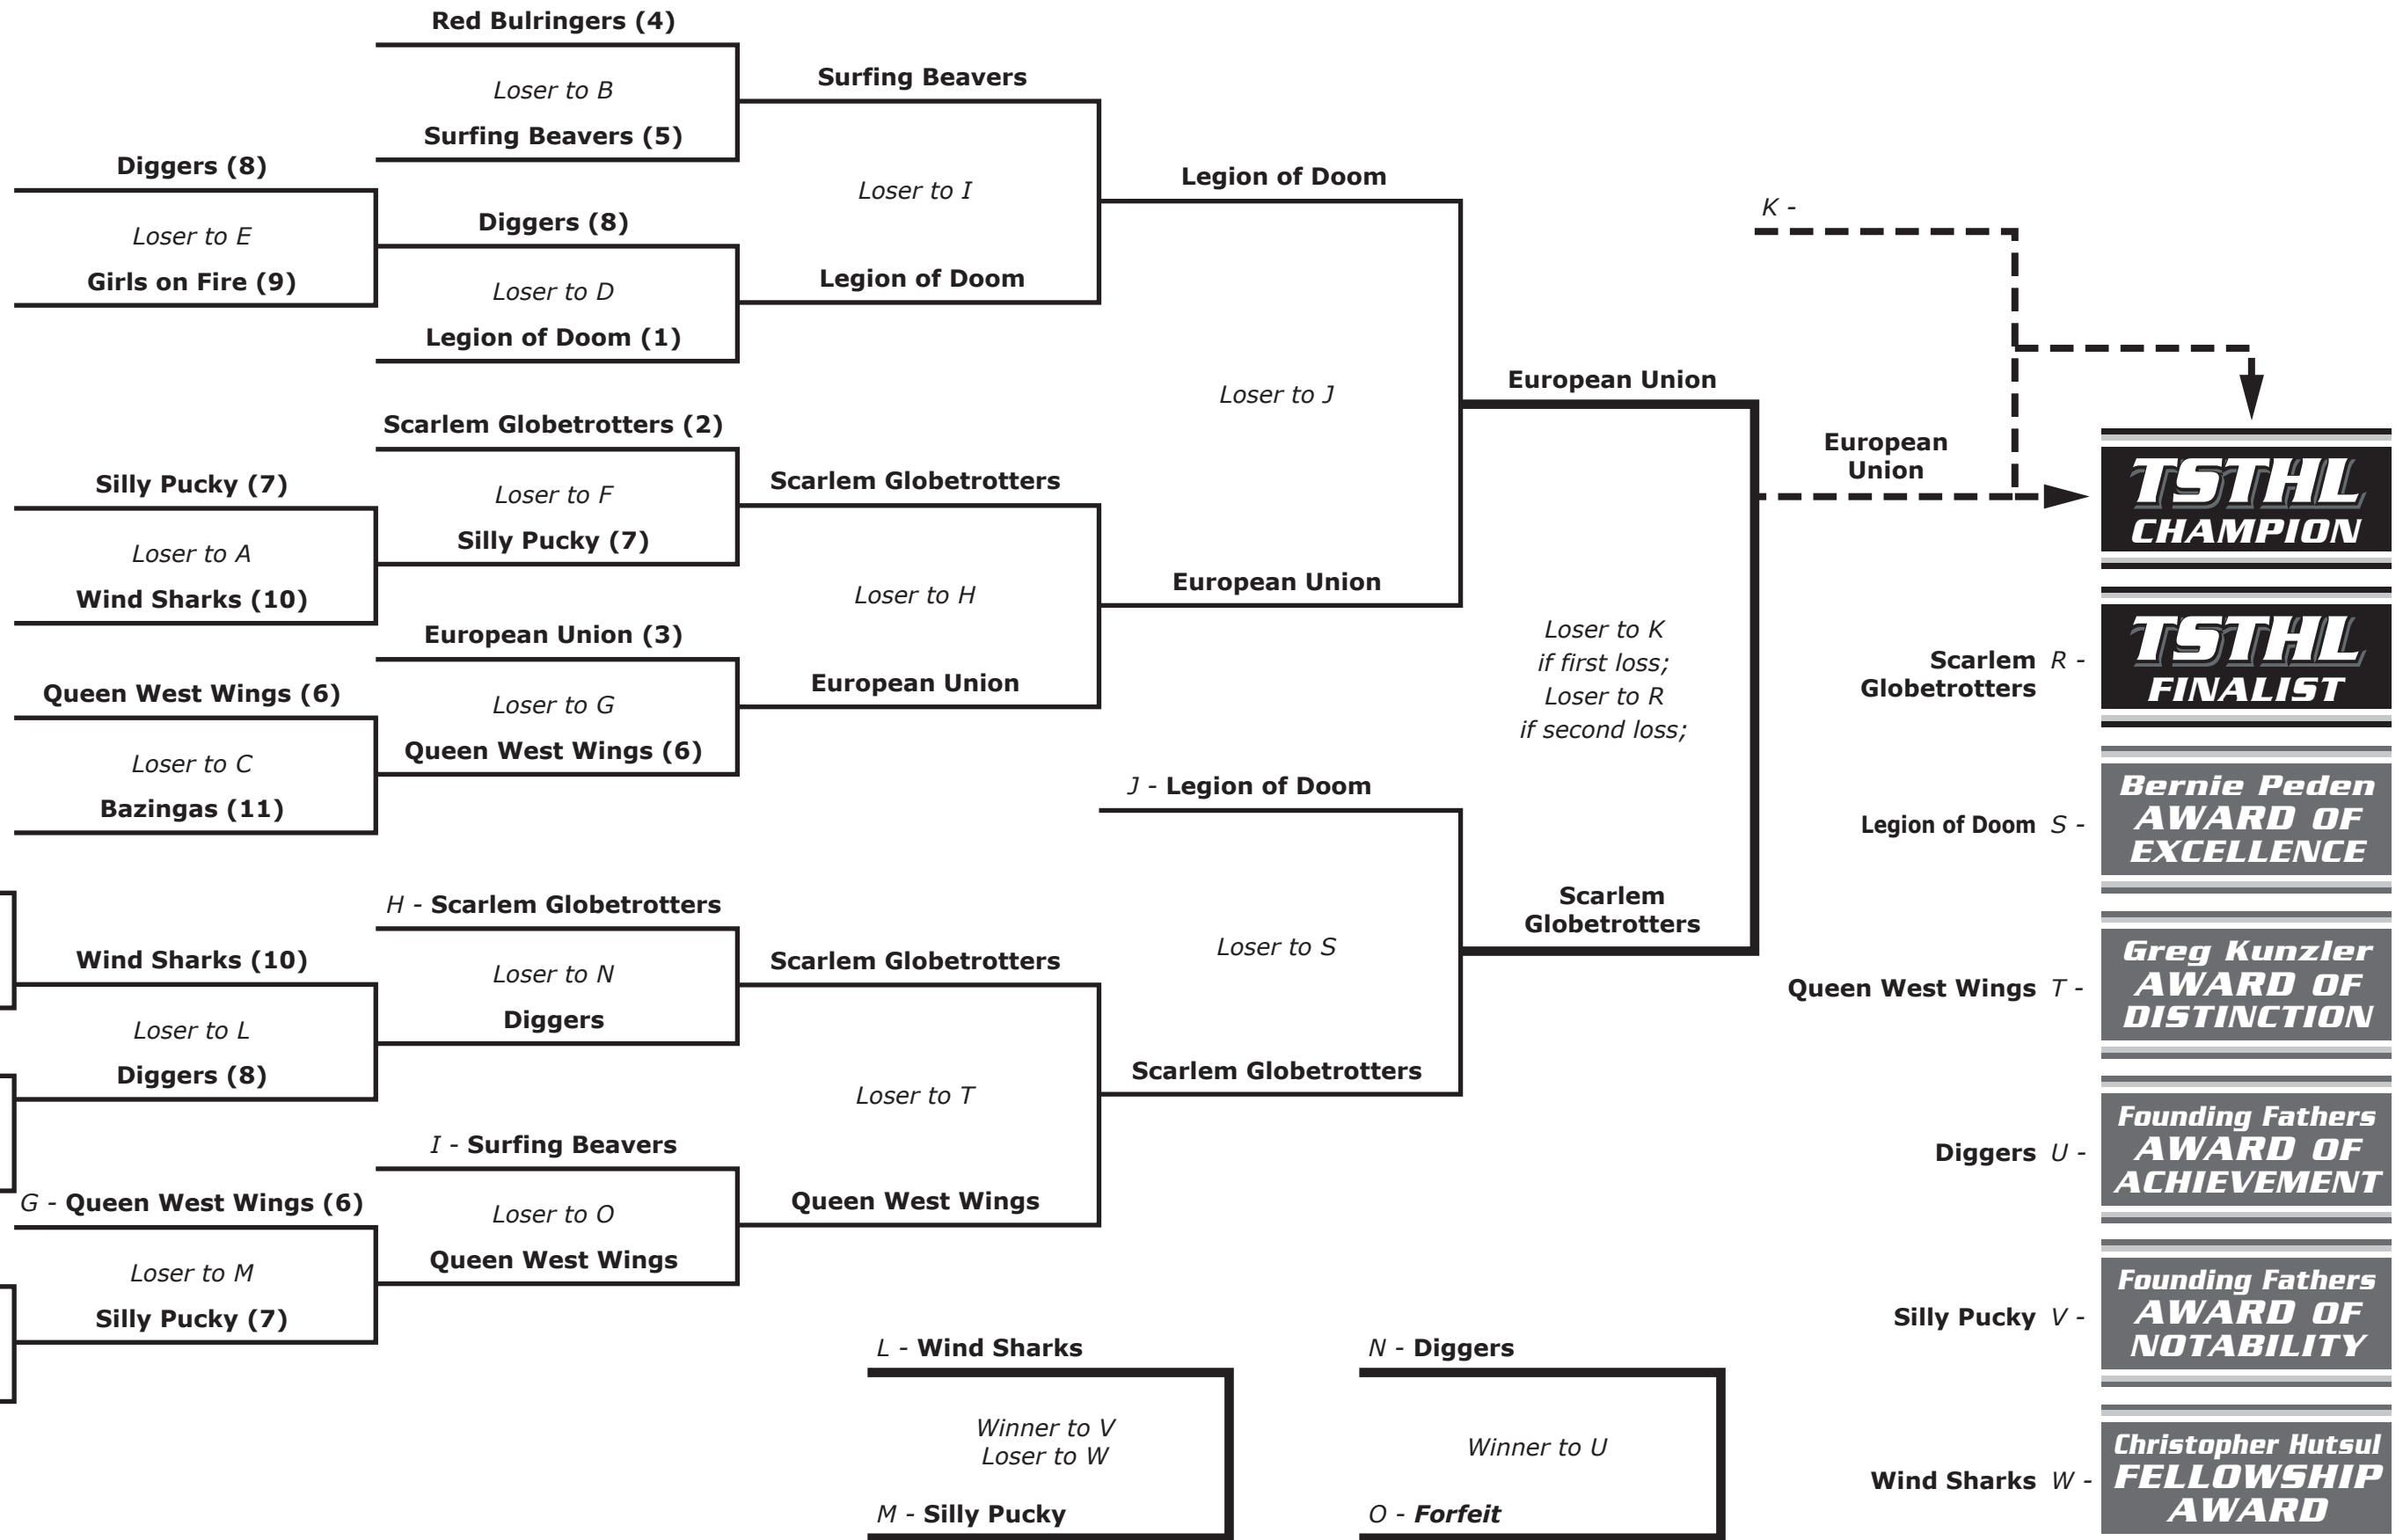 Red Bulringers (4)
Loser to B
Surfing Beavers (5)
Surfing Beavers
Diggers (8)
Loser to E
Girls on Fire (9)
Diggers (8)
Loser to D
Legion of Doom (1)
Loser to I
Legion of Doom
Legion of Doom
Scarlem Globetrotters (2)
Loser to F
Silly Pucky (7)
Silly Pucky (7)
Loser to A
Wind Sharks (10)
Scarlem Globetrotters
Loser to H
European Union
European Union (3)
Loser to G
Queen West Wings (6)
Queen West Wings (6)
Loser to C
Bazingas (11)
Loser to J
European Union
European Union
K -
European
Union
Loser to K
if first loss;
Loser to R
if second loss;
J - Legion of Doom
Loser to S
Scarlem Globetrotters
Scarlem
Globetrotters
H - Scarlem Globetrotters
Loser to N
Diggers
Wind Sharks (10)
Loser to L
Diggers (8)
Scarlem Globetrotters
Loser to T
Queen West Wings
I - Surfing Beavers
Loser to O
Queen West Wings
G - Queen West Wings (6)
Loser to M
Silly Pucky (7)
L - Wind Sharks
Winner to V
Loser to W
M - Silly Pucky
N - Diggers
Winner to U
O - Forfeit
TSTHL
CHAMPION
Scarlem R -
Globetrotters
TSTHL
FINALIST
Legion of Doom S -
Bernie Peden
AWARD OF
EXCELLENCE
Queen West Wings T -
Greg Kunzler
AWARD OF
DISTINCTION
Diggers U -
Founding Fathers
AWARD OF
ACHIEVEMENT
Silly Pucky V -
Founding Fathers
AWARD OF
NOTABILITY
Wind Sharks W -
Christopher Hutsul
FELLOWSHIP
AWARD